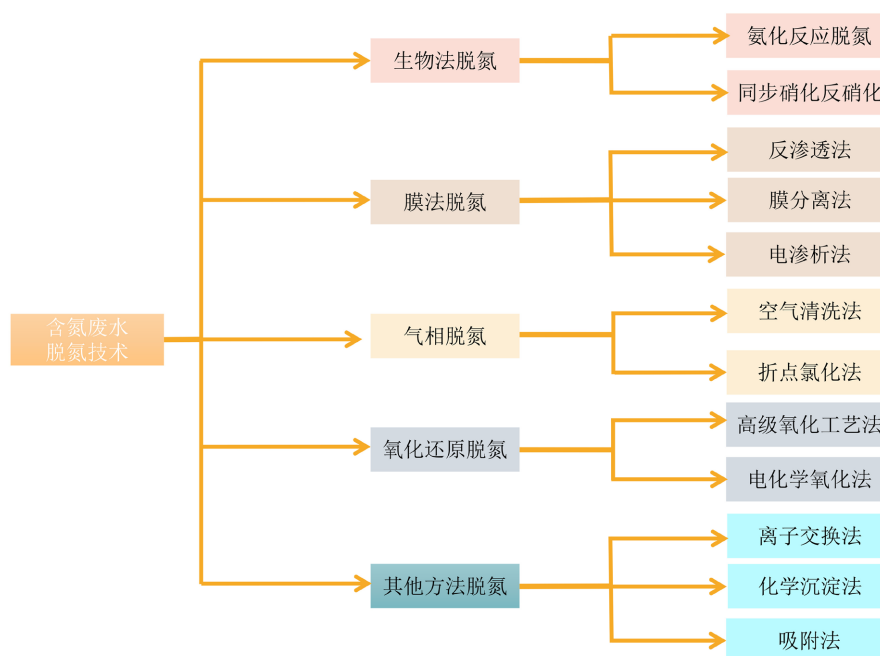 含氮废水
脱氮技术
生物法脱氮
氨化反应脱氮
同步硝化反硝化
膜法脱氮
反渗透法
膜分离法
电渗析法
气相脱氮
空气清洗法
折点氯化法
氧化还原脱氮
高级氧化工艺法
电化学氧化法
其他方法脱氮
离子交换法
化学沉淀法
吸附法